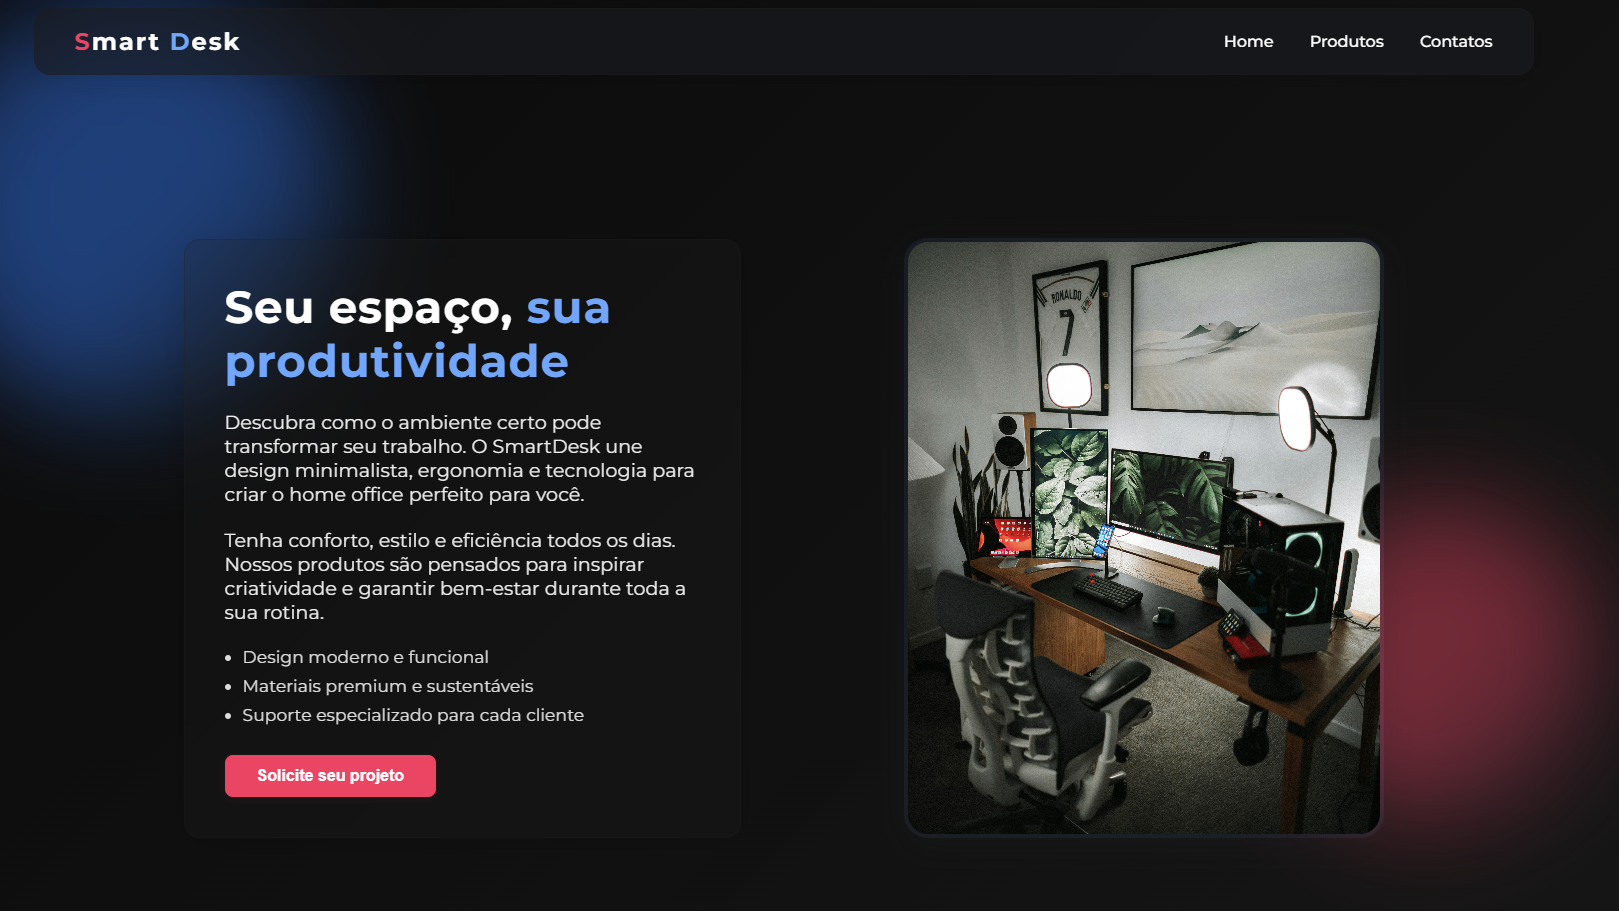 Smart Desk
Home
Produtos
Contatos
Seu espaço, sua
produtividade
Descubra como o ambiente certo pode
transformar seu trabalho. O SmartDesk une
design minimalista, ergonomia e tecnologia para
criar o home office perfeito para você.
Tenha conforto, estilo e eficiência todos os dias.
Nossos produtos são pensados para inspirar
criatividade e garantir bem-estar durante toda a
sua rotina.
Design moderno e funcional
Materiais premium e sustentáveis
Suporte especializado para cada cliente
Solicite seu projeto
RONALDO
7